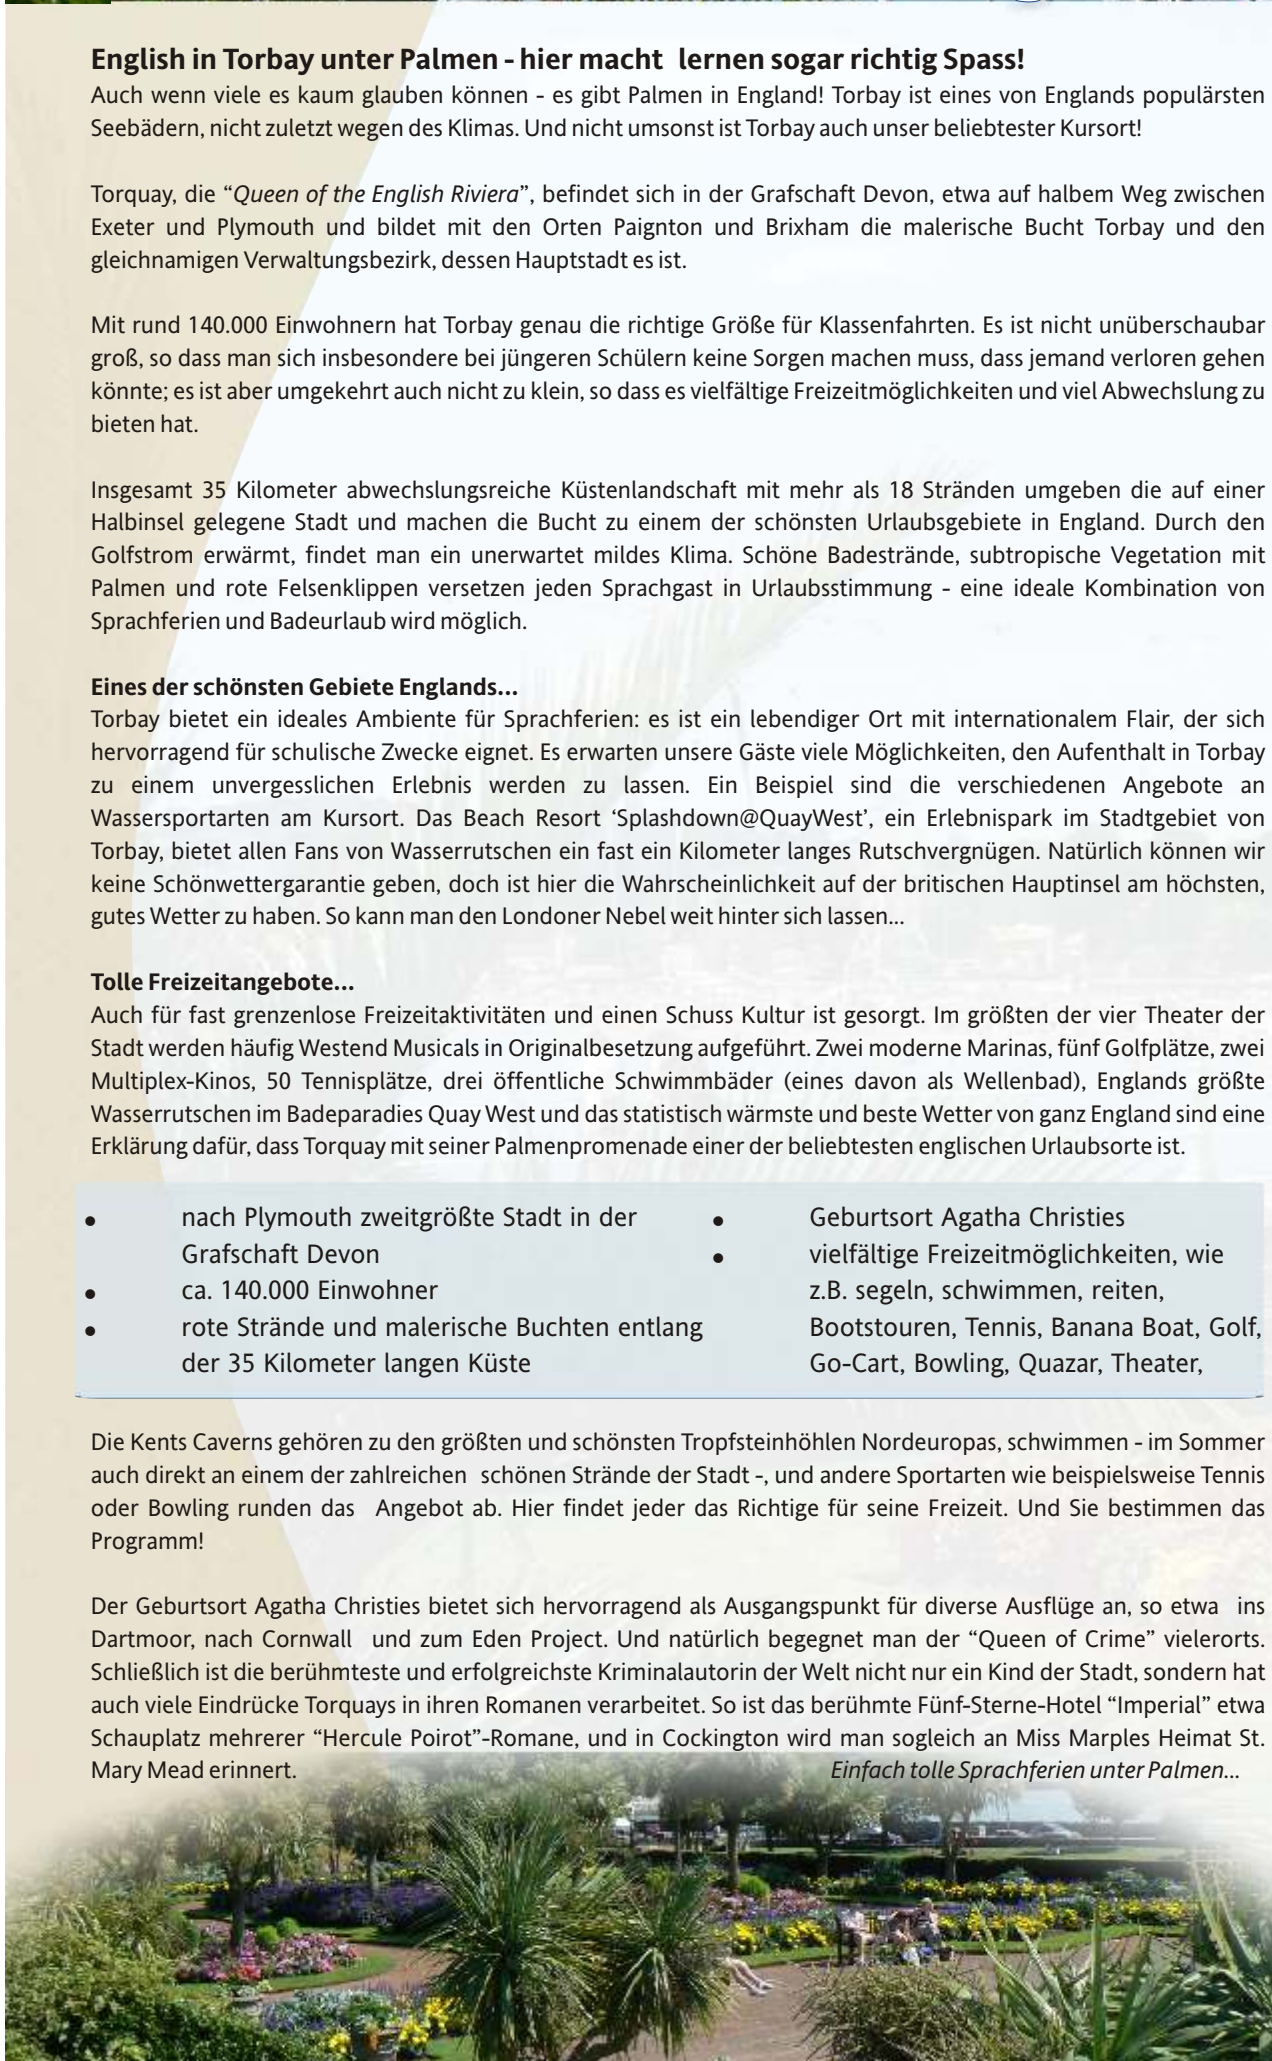 English in Torbay unter Palmen - hier macht lernen sogar richtig Spass!
Auch wenn viele es kaum glauben können - es gibt Palmen in England! Torbay ist eines von Englands populärsten
Seebädern, nicht zuletzt wegen des Klimas. Und nicht umsonst ist Torbay auch unser beliebtester Kursort!
Torquay, die “Queen of the English Riviera”, befindet sich in der Grafschaft Devon, etwa auf halbem Weg zwischen
Exeter und Plymouth und bildet mit den Orten Paignton und Brixham die malerische Bucht Torbay und den
gleichnamigen Verwaltungsbezirk, dessen Hauptstadt es ist.
Mit rund 140.000 Einwohnern hat Torbay genau die richtige Größe für Klassenfahrten. Es ist nicht unüberschaubar
groß, so dass man sich insbesondere bei jüngeren Schülern keine Sorgen machen muss, dass jemand verloren gehen
könnte; es ist aber umgekehrt auch nicht zu klein, so dass es vielfältige Freizeitmöglichkeiten und viel Abwechslung zu
bieten hat.
Insgesamt 35 Kilometer abwechslungsreiche Küstenlandschaft mit mehr als 18 Stränden umgeben die auf einer
Halbinsel gelegene Stadt und machen die Bucht zu einem der schönsten Urlaubsgebiete in England. Durch den
Golfstrom erwärmt, findet man ein unerwartet mildes Klima. Schöne Badestrände, subtropische Vegetation mit
Palmen und rote Felsenklippen versetzen jeden Sprachgast in Urlaubsstimmung - eine ideale Kombination von
Sprachferien und Badeurlaub wird möglich.
Eines der schönsten Gebiete Englands...
Torbay bietet ein ideales Ambiente für Sprachferien: es ist ein lebendiger Ort mit internationalem Flair, der sich
hervorragend für schulische Zwecke eignet. Es erwarten unsere Gäste viele Möglichkeiten, den Aufenthalt in Torbay
zu einem unvergesslichen Erlebnis werden zu lassen. Ein Beispiel sind die verschiedenen Angebote an
Wassersportarten am Kursort. Das Beach Resort ‘Splashdown@QuayWest’, ein Erlebnispark im Stadtgebiet von
Torbay, bietet allen Fans von Wasserrutschen ein fast ein Kilometer langes Rutschvergnügen. Natürlich können wir
keine Schönwettergarantie geben, doch ist hier die Wahrscheinlichkeit auf der britischen Hauptinsel am höchsten,
gutes Wetter zu haben. So kann man den Londoner Nebel weit hinter sich lassen...
Tolle Freizeitangebote...
Auch für fast grenzenlose Freizeitaktivitäten und einen Schuss Kultur ist gesorgt. Im größten der vier Theater der
Stadt werden häufig Westend Musicals in Originalbesetzung aufgeführt. Zwei moderne Marinas, fünf Golfplätze, zwei
Multiplex-Kinos, 50 Tennisplätze, drei öffentliche Schwimmbäder (eines davon als Wellenbad), Englands größte
Wasserrutschen im Badeparadies Quay West und das statistisch wärmste und beste Wetter von ganz England sind eine
Erklärung dafür, dass Torquay mit seiner Palmenpromenade einer der beliebtesten englischen Urlaubsorte ist.
• nach Plymouth zweitgrößte Stadt in der
Grafschaft Devon
• ca. 140.000 Einwohner
• rote Strände und malerische Buchten entlang
der 35 Kilometer langen Küste
• Geburtsort Agatha Christies
• vielfältige Freizeitmöglichkeiten, wie
z.B. segeln, schwimmen, reiten,
Bootstouren, Tennis, Banana Boat, Golf,
Go-Cart, Bowling, Quazar, Theater,
Die Kents Caverns gehören zu den größten und schönsten Tropfsteinhöhlen Nordeuropas, schwimmen - im Sommer
auch direkt an einem der zahlreichen schönen Strände der Stadt -, und andere Sportarten wie beispielsweise Tennis
oder Bowling runden das Angebot ab. Hier findet jeder das Richtige für seine Freizeit. Und Sie bestimmen das
Programm!
Der Geburtsort Agatha Christies bietet sich hervorragend als Ausgangspunkt für diverse Ausflüge an, so etwa ins
Dartmoor, nach Cornwall und zum Eden Project. Und natürlich begegnet man der “Queen of Crime” vielerorts.
Schließlich ist die berühmteste und erfolgreichste Kriminalautorin der Welt nicht nur ein Kind der Stadt, sondern hat
auch viele Eindrücke Torquays in ihren Romanen verarbeitet. So ist das berühmte Fünf-Sterne-Hotel “Imperial” etwa
Schauplatz mehrerer “Hercule Poirot”-Romane, und in Cockington wird man sogleich an Miss Marples Heimat St.
Mary Mead erinnert. Einfach tolle Sprachferien unter Palmen...